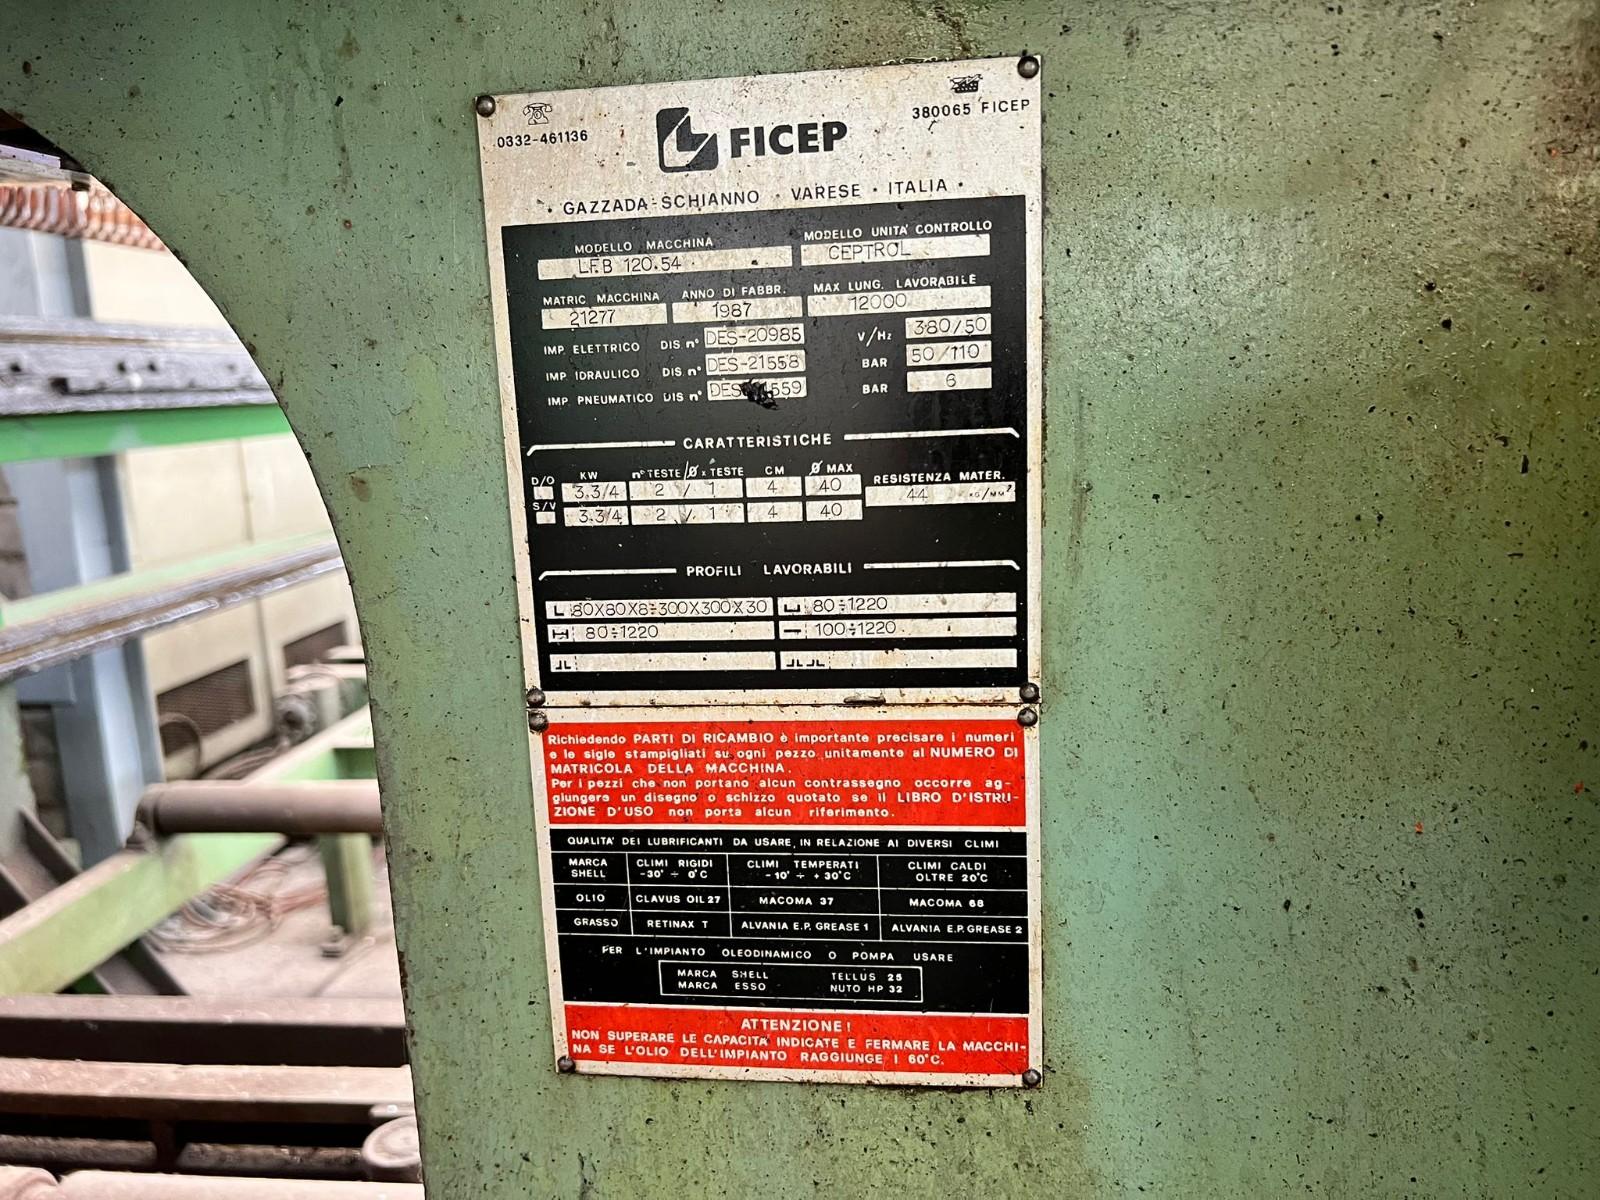 0332-461136
FICEP
380065 FICEP
GAZZADA-SCHIANNO · VARESE · ITALIA ·
MODELLO MACCHINA
MODELLO UNITA' CONTROLLO
LFB 120.54
CEPTROL
MATRIC MACCHINA
ANNO DI FABBR.
MAX LUNG. LAVORABILE
21277
1987
12000
IMP. ELETTRICO DIS. n° DES-20985 V/Hz 380/50
IMP. IDRAULICO DIS. n° DES-21558 BAR 50/110
IMP. PNEUMATICO DIS n° DES 559 BAR 6
CARATTERISTICHE
D/O KW n° TESTE/Ø x TESTE CM Ø MAX RESISTENZA MATER.
3.3/4 2 / 1 4 40 44 KG/MM²
S/V 3.3/4 2 / 1 4 40
PROFILI LAVORABILI
80X80X8÷300X300X30 80÷1220
80÷1220 100÷1220
Richiedendo PARTI DI RICAMBIO è importante precisare i numeri
e le sigle stampigliati su ogni pezzo unitamente al NUMERO DI
MATRICOLA DELLA MACCHINA.
Per i pezzi che non portano alcun contrassegno occorre ag-
giungere un disegno o schizzo quotato se il LIBRO D'ISTRU-
ZIONE D'USO non porta alcun riferimento.
QUALITA' DEI LUBRIFICANTI DA USARE, IN RELAZIONE AI DIVERSI CLIMI
MARCA SHELL CLIMI RIGIDI -30° ÷ 0°C CLIMI TEMPERATI -10° ÷ +30°C CLIMI CALDI OLTRE 20°C
OLIO CLAVUS OIL 27 MACOMA 37 MACOMA 68
GRASSO RETINAX T ALVANIA E.P. GREASE 1 ALVANIA E.P. GREASE 2
PER L'IMPIANTO OLEODINAMICO O POMPA USARE
MARCA SHELL TELLUS 25
MARCA ESSO NUTO HP 32
ATTENZIONE!
NON SUPERARE LE CAPACITA' INDICATE E FERMARE LA MACCHI-
NA SE L'OLIO DELL'IMPIANTO RAGGIUNGE I 60°C.